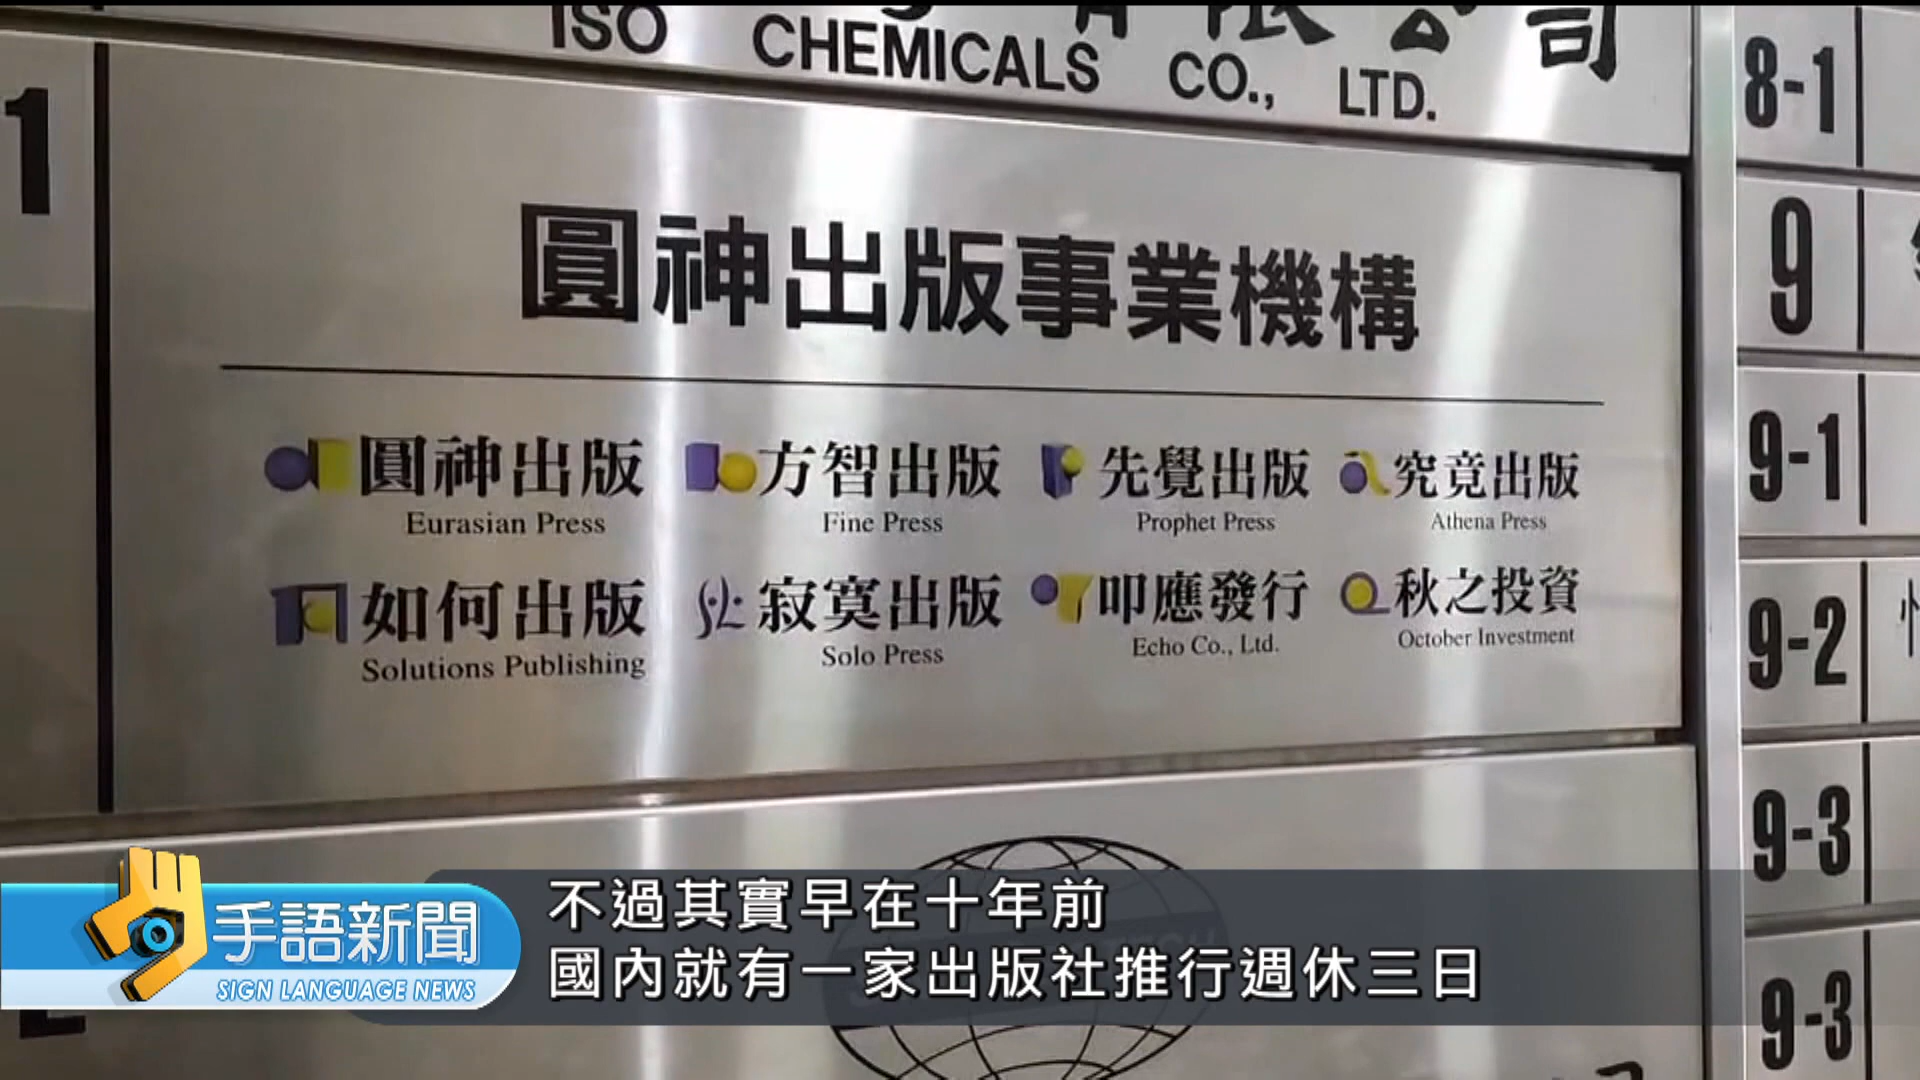 有限公司
ISO CHEMICALS CO., LTD.
1
8-1
圓神出版事業機構
9
圓神出版 方智出版 先覺出版 究竟出版
Eurasian Press Fine Press Prophet Press Athena Press
9-1
如何出版 寂寞出版 叩應發行 秋之投資
Solutions Publishing Solo Press Echo Co., Ltd. October Investment
9-2
9-3
手語新聞
SIGN LANGUAGE NEWS
不過其實早在十年前
國內就有一家出版社推行週休三日
9-3